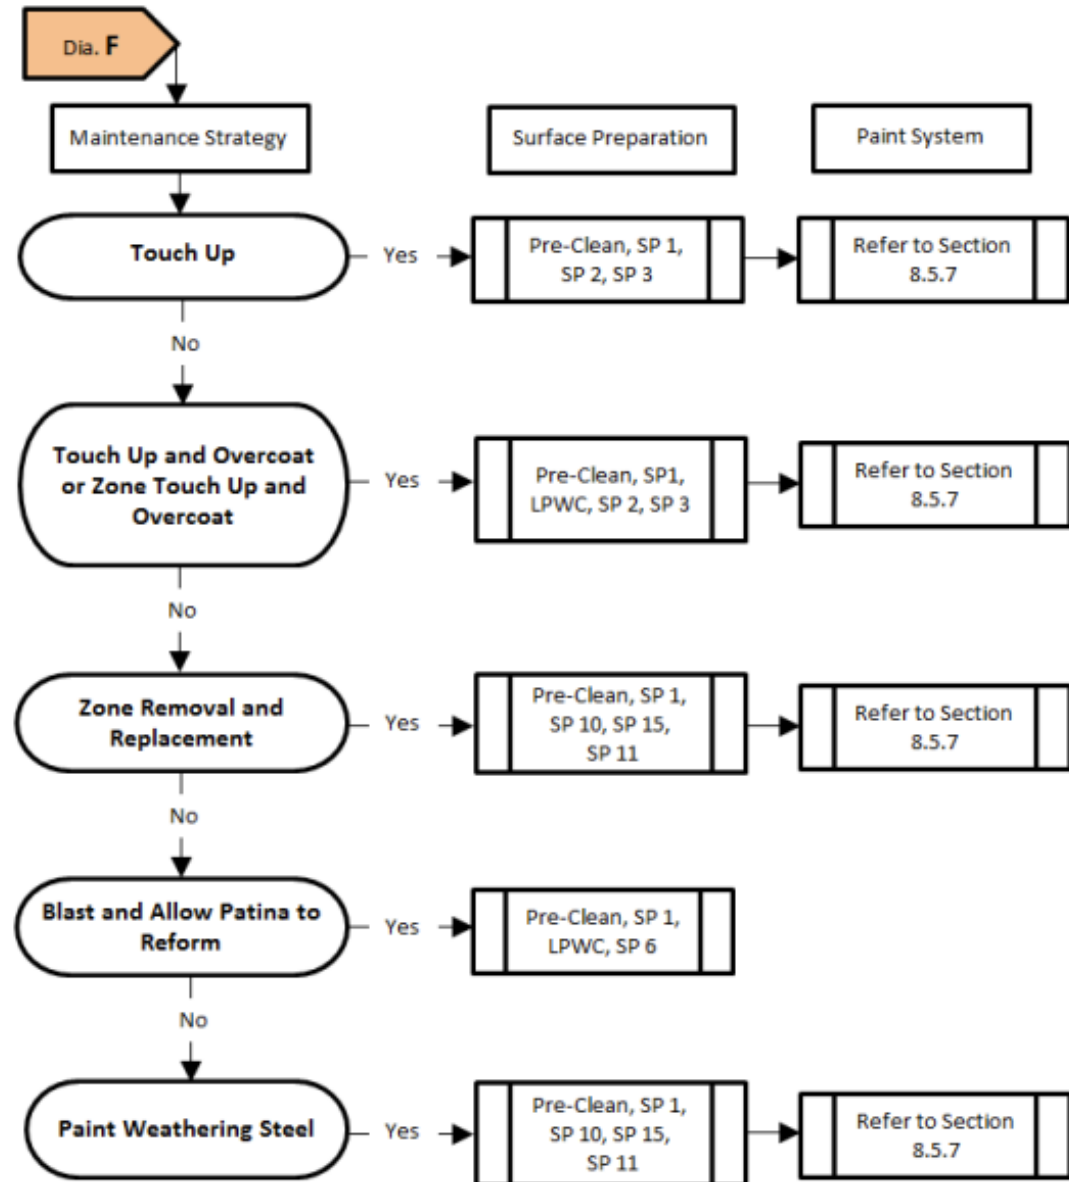 Dia. F
Maintenance Strategy
Surface Preparation
Paint System
Touch Up
Yes
Pre-Clean, SP 1,
SP 2, SP 3
Refer to Section
8.5.7
No
Touch Up and Overcoat
or Zone Touch Up and
Overcoat
Yes
Pre-Clean, SP1,
LPWC, SP 2, SP 3
Refer to Section
8.5.7
No
Zone Removal and
Replacement
Yes
Pre-Clean, SP 1,
SP 10, SP 15,
SP 11
Refer to Section
8.5.7
No
Blast and Allow Patina to
Reform
Yes
Pre-Clean, SP 1,
LPWC, SP 6
No
Paint Weathering Steel
Yes
Pre-Clean, SP 1,
SP 10, SP 15,
SP 11
Refer to Section
8.5.7